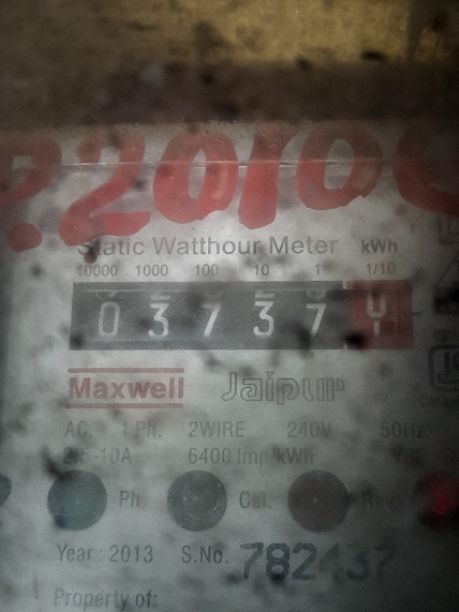 Static Watthour Meter kWh
10000 1000 100 10 1 1/10
0 3 7 3 7
Maxwell Jaipur
AC. 1 Ph. 2WIRE 240V 50Hz
-10A 6400 Imp/kWh
Ph. Cal. Rev.
Year: 2013 S.No. 782437
Property of: